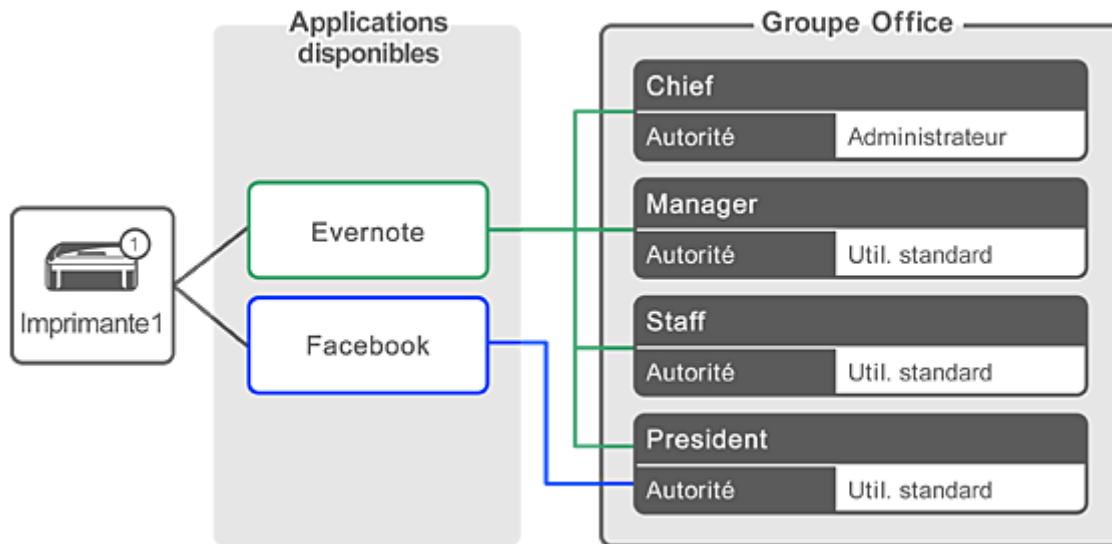 Applications
disponibles
Groupe Office
Chief
Autorité Administrateur
Manager
Autorité Util. standard
Staff
Autorité Util. standard
President
Autorité Util. standard
Evernote
Facebook
1
Imprimante1